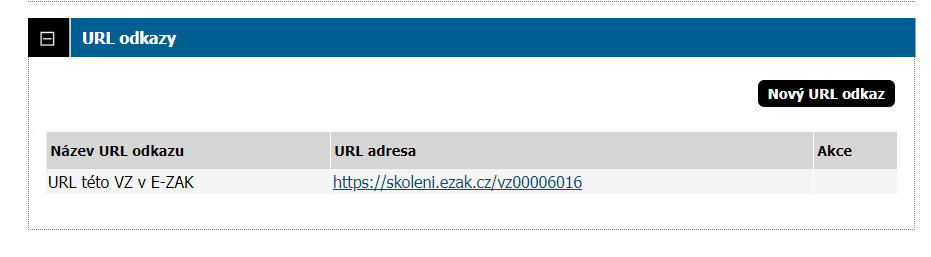 URL odkazy
Nový URL odkaz
Název URL odkazu URL adresa Akce
URL této VZ v E-ZAK https://skoleni.ezak.cz/vz00006016